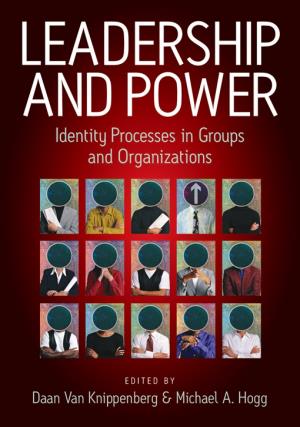 LEADERSHIP
AND POWER
Identity Processes in Groups
and Organizations
EDITED BY
Daan Van Knippenberg & Michael A. Hogg